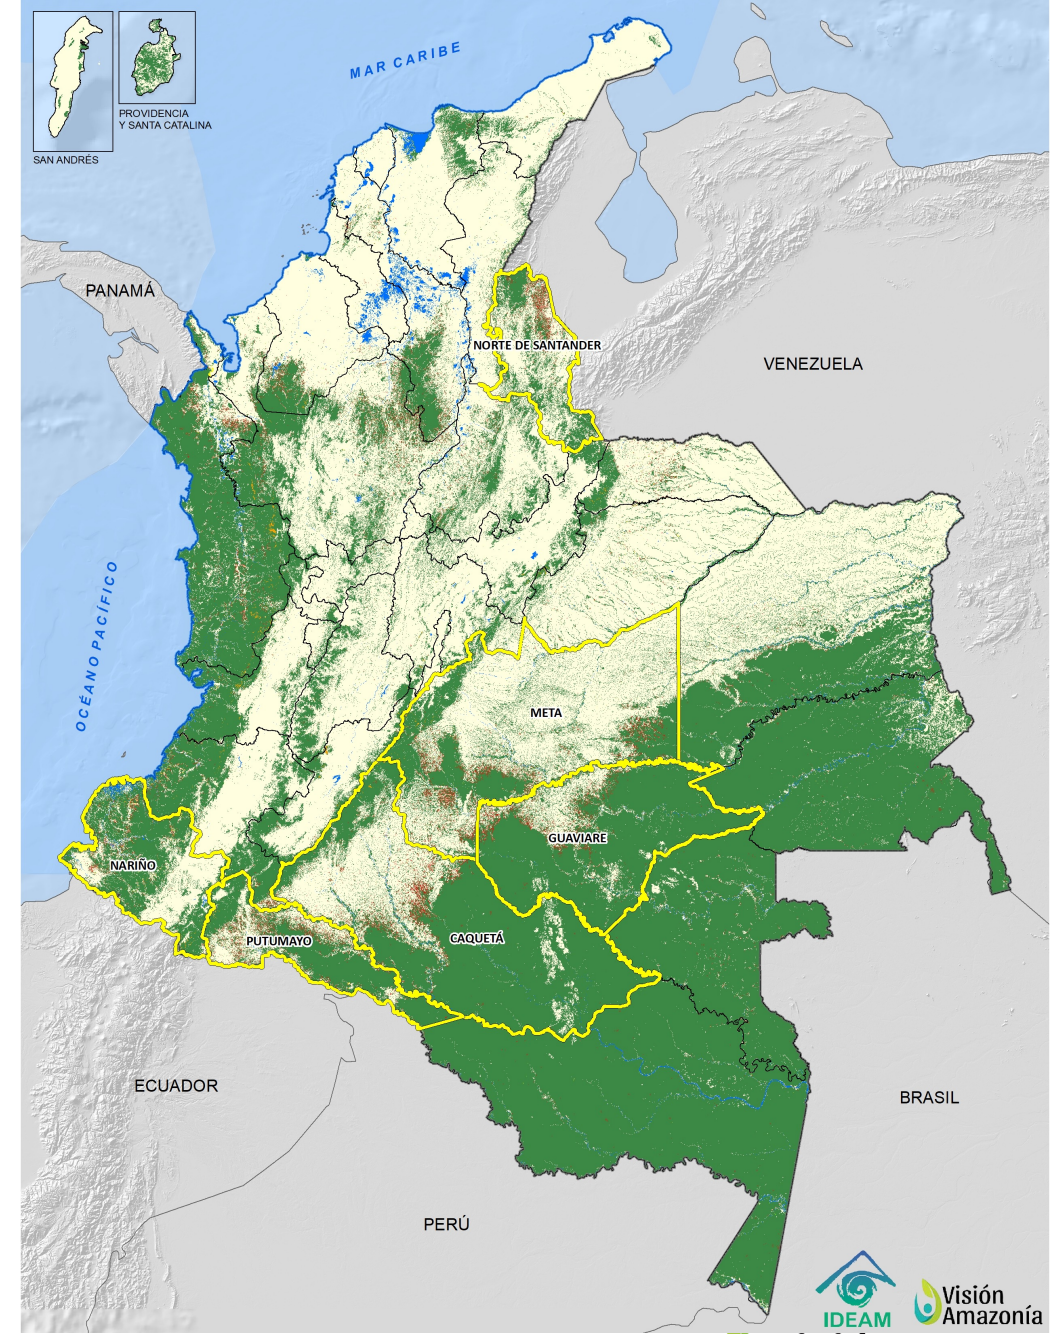 MAR CARIBE
PROVIDENCIA
Y SANTA CATALINA
SAN ANDRÉS
PANAMÁ
NORTE DE SANTANDER
VENEZUELA
OCÉANO PACÍFICO
META
GUAVIARE
NARIÑO
CAQUETÁ
PUTUMAYO
ECUADOR
BRASIL
PERÚ
IDEAM
Visión
Amazonía